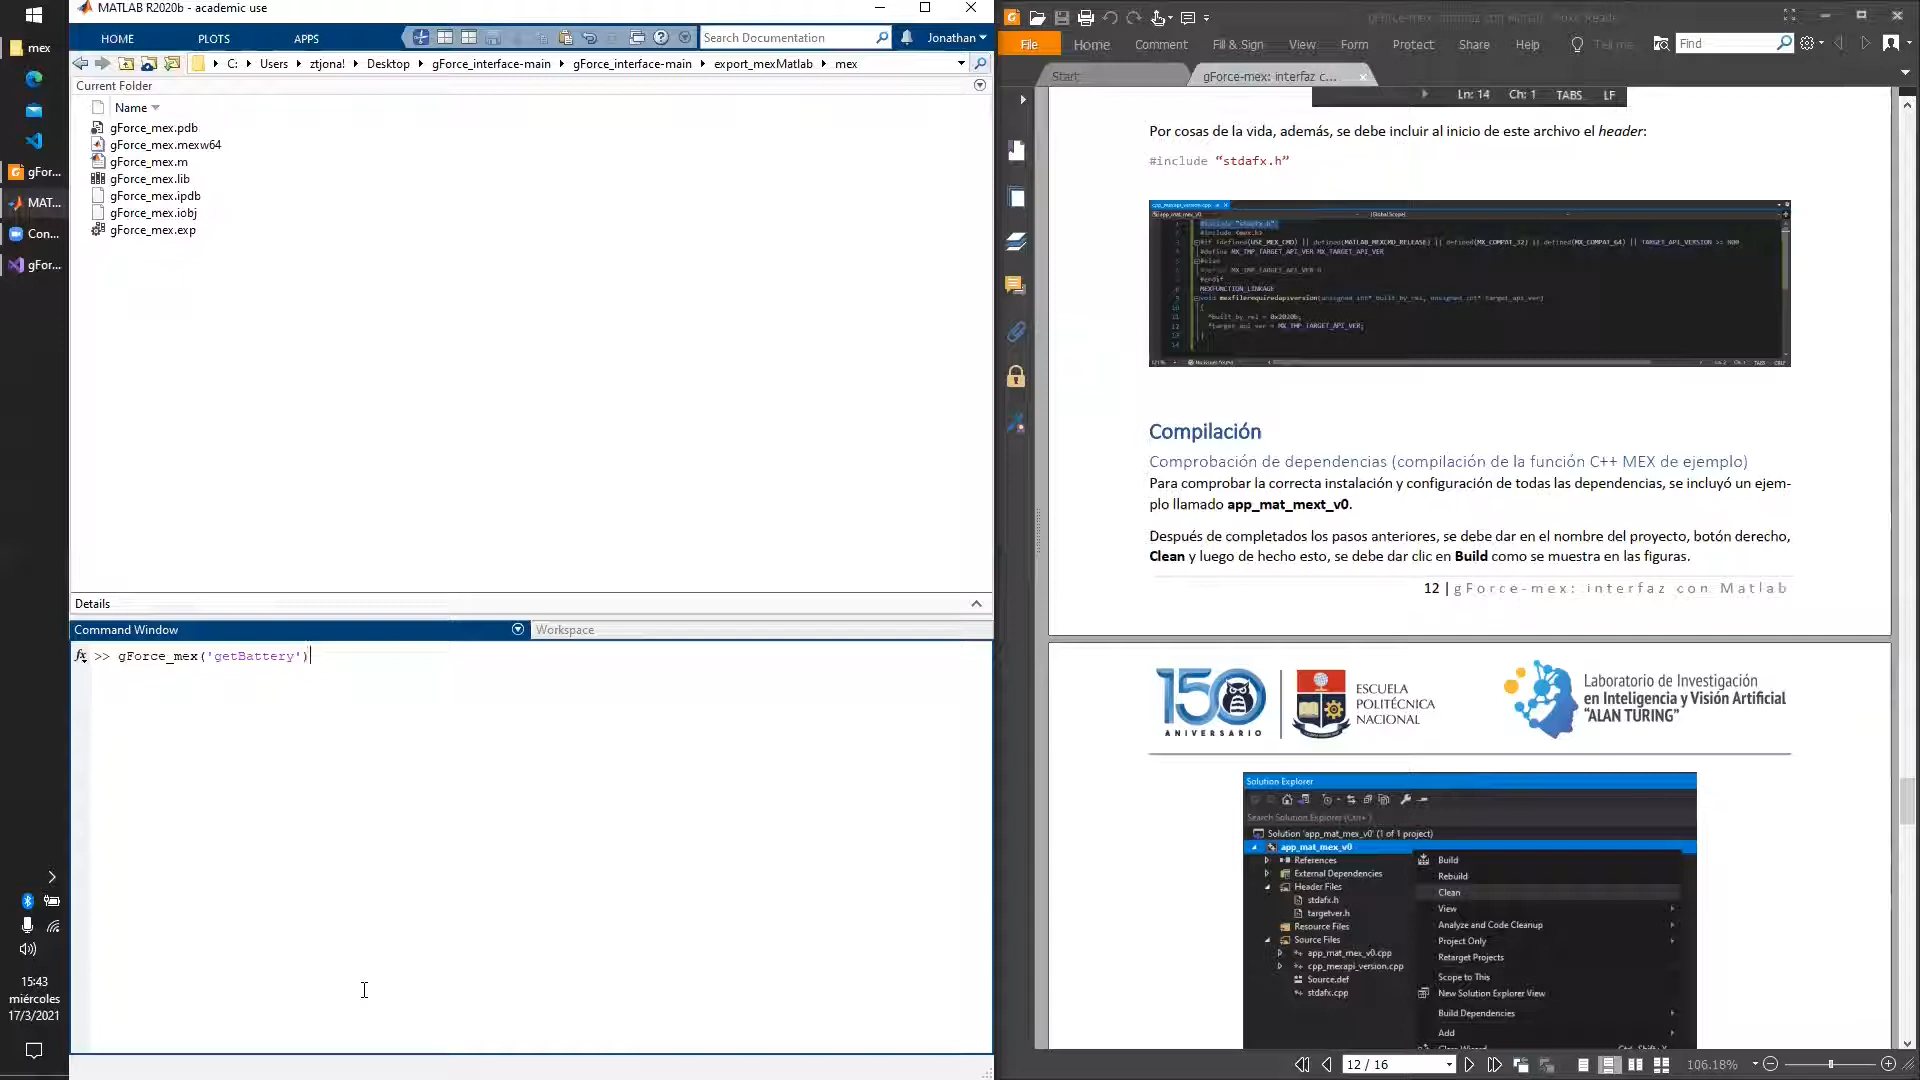 MATLAB R2020b - academic use
HOME
PLOTS
APPS
Search Documentation
Jonathan
C:
Users
ztjona!
Desktop
gForce_interface-main
gForce_interface-main
export_mexMatlab
mex
Current Folder
Name
gForce_mex.pdb
gForce_mex.mexw64
gForce_mex.m
gForce_mex.lib
gForce_mex.ipdb
gForce_mex.iobj
gForce_mex.exp
Details
Command Window
Workspace
fx >> gForce_mex('getBattery')
mex
gFor...
MAT...
Con...
gFor...
15:43
miércoles
17/3/2021
File
Home
Comment
Fill & Sign
View
Form
Protect
Share
Help
Tell me
Find
Start
gForce-mex: interfaz c...
Ln: 14 Ch: 1 TABS LF
Por cosas de la vida, además, se debe incluir al inicio de este archivo el header:
#include “stdafx.h”
#include "stdafx.h"
#include <mex.h>
Compilación
Comprobación de dependencias (compilación de la función C++ MEX de ejemplo)
Para comprobar la correcta instalación y configuración de todas las dependencias, se incluyó un ejem-
plo llamado app_mat_mext_v0.
Después de completados los pasos anteriores, se debe dar en el nombre del proyecto, botón derecho,
Clean y luego de hecho esto, se debe dar clic en Build como se muestra en las figuras.
12 | gForce-mex: interfaz con Matlab
150
ANIVERSARIO
ESCUELA
POLITÉCNICA
NACIONAL
Laboratorio de Investigación
en Inteligencia y Visión Artificial
“ALAN TURING”
Solution Explorer
Search Solution Explorer (Ctrl+ )
Solution 'app_mat_mex_v0' (1 of 1 project)
app_mat_mex_v0
References
External Dependencies
Header Files
stdafx.h
targetver.h
Resource Files
Source Files
app_mat_mex_v0.cpp
cpp_mexapi_version.cpp
Source.def
stdafx.cpp
Build
Rebuild
Clean
View
Analyze and Code Cleanup
Project Only
Retarget Projects
Scope to This
New Solution Explorer View
Build Dependencies
Add
12 / 16
106.18%